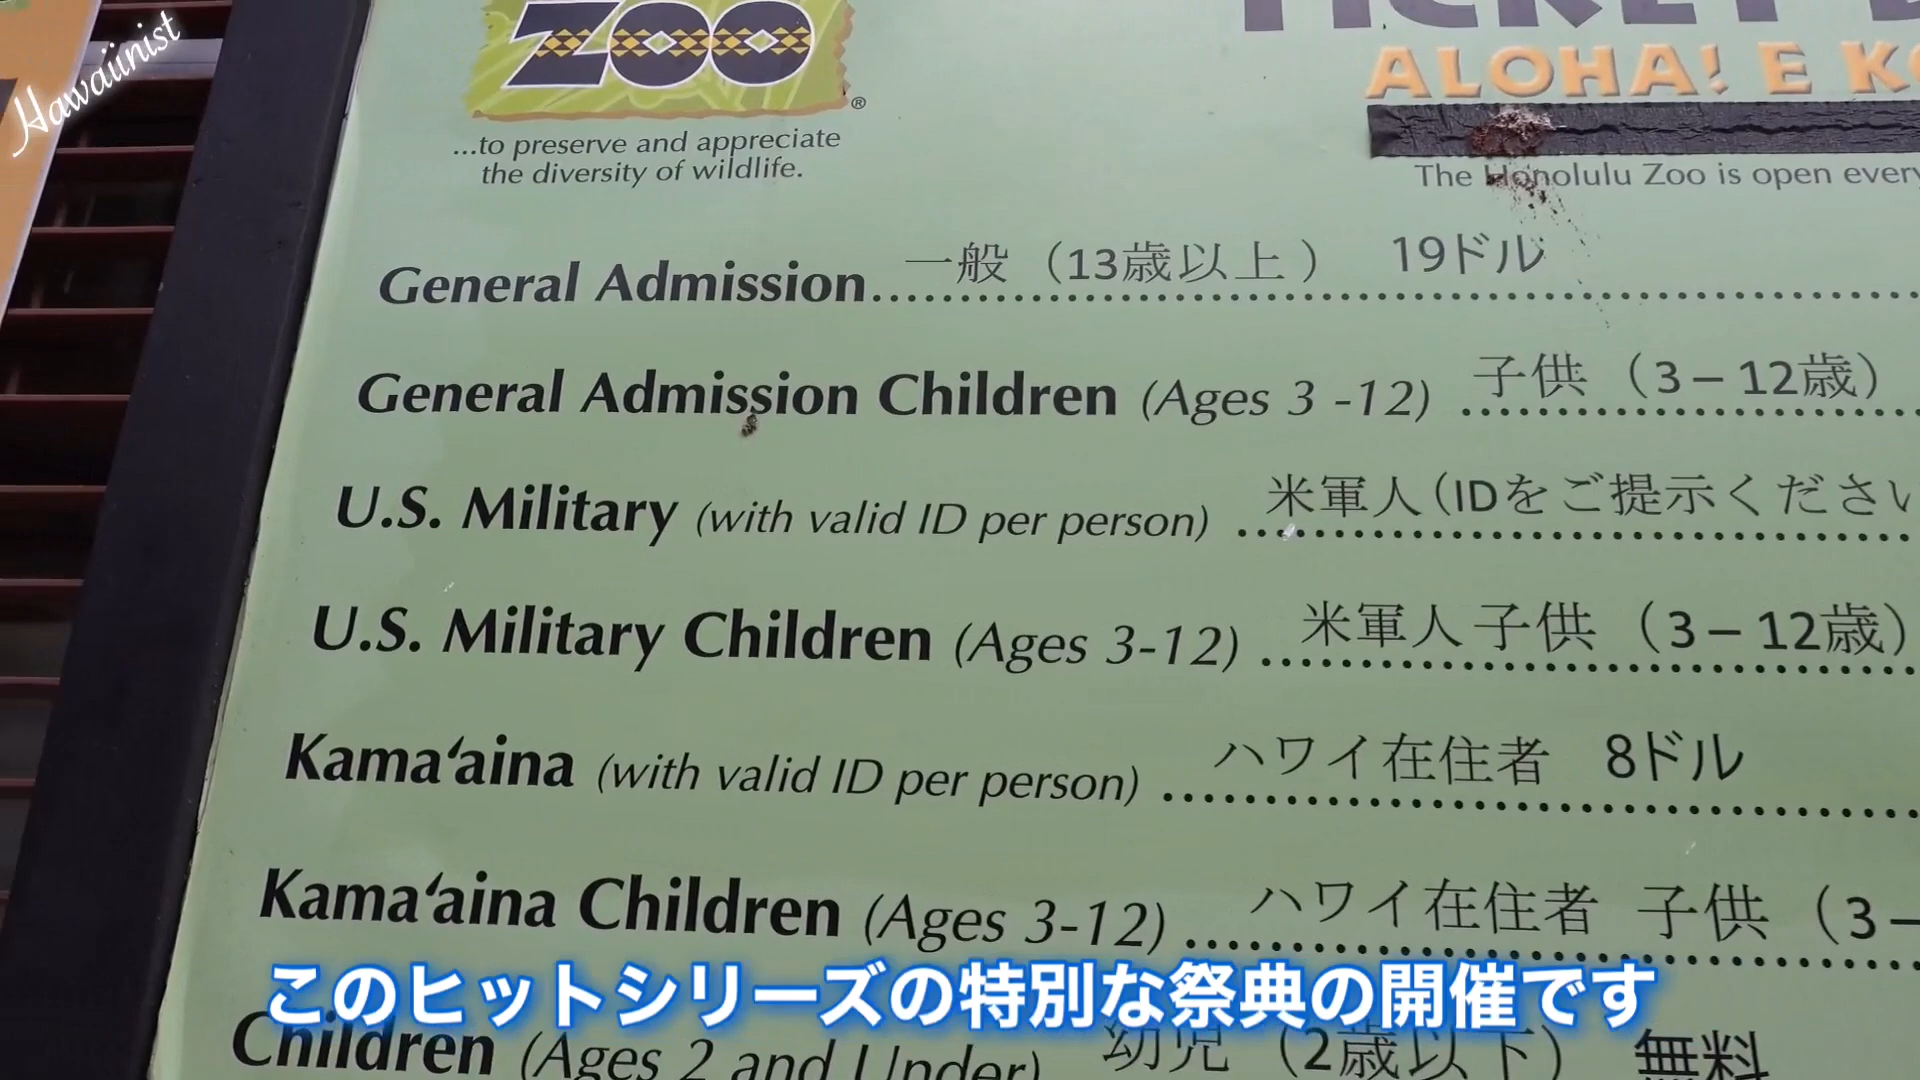 Hawaiinist
ZOO®
...to preserve and appreciate
the diversity of wildlife.
ALOHA! E
The Honolulu Zoo is open every
General Admission 一般（13歳以上） 19ドル
General Admission Children (Ages 3 -12) 子供（3－12歳）
U.S. Military (with valid ID per person) 米軍人（IDをご提示ください
U.S. Military Children (Ages 3-12) 米軍人 子供（3－12歳）
Kamaʻaina (with valid ID per person) ハワイ在住者 8ドル
Kamaʻaina Children (Ages 3-12) ハワイ在住者 子供（3－
このヒットシリーズの特別な祭典の開催です
Children (Ages 2 and Under) 幼児（2歳以下） 無料